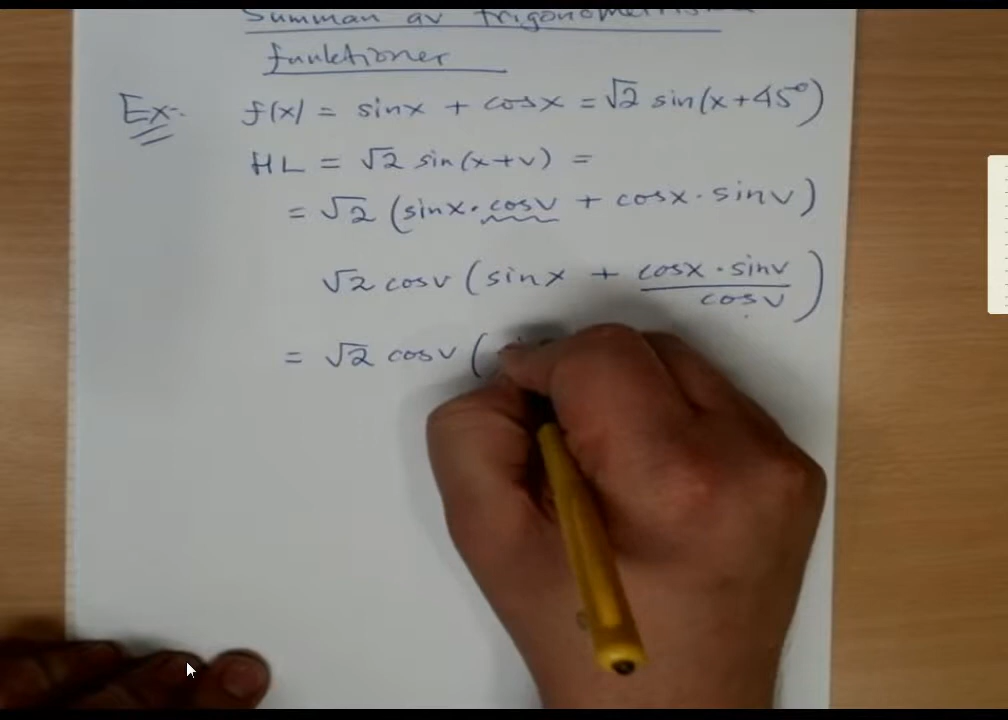 Summan av trigonometriska
funktioner
Ex:
f(x) = sinx + cosx = √2 sin(x+45°)
HL = √2 sin(x+v) =
= √2 (sinx · cosv + cosx · sinv)
√2 cosv (sinx + \frac{cosx · sinv}{cosv})
= √2 cosv (